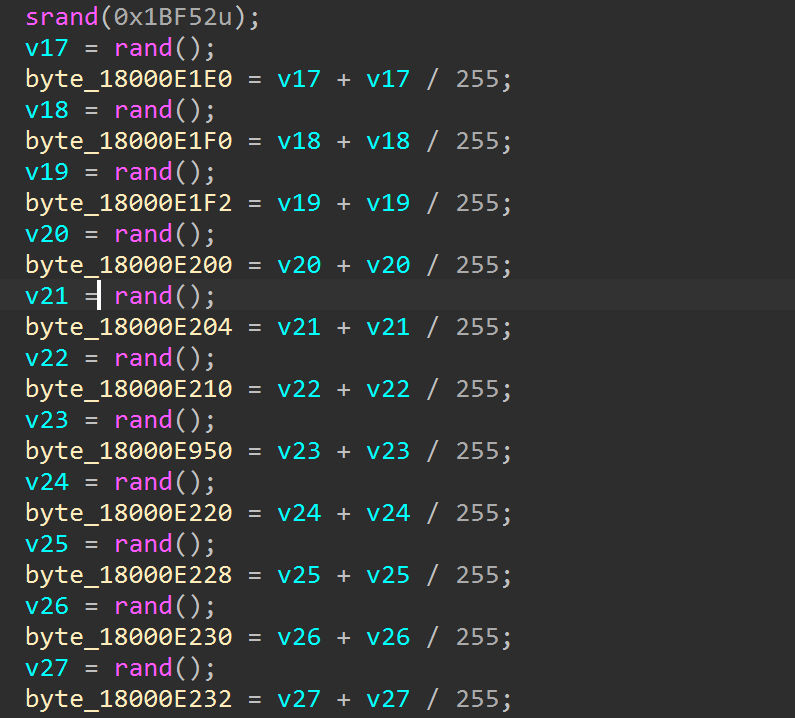 srand(0x1BF52u);
v17 = rand();
byte_18000E1E0 = v17 + v17 / 255;
v18 = rand();
byte_18000E1F0 = v18 + v18 / 255;
v19 = rand();
byte_18000E1F2 = v19 + v19 / 255;
v20 = rand();
byte_18000E200 = v20 + v20 / 255;
v21 = rand();
byte_18000E204 = v21 + v21 / 255;
v22 = rand();
byte_18000E210 = v22 + v22 / 255;
v23 = rand();
byte_18000E950 = v23 + v23 / 255;
v24 = rand();
byte_18000E220 = v24 + v24 / 255;
v25 = rand();
byte_18000E228 = v25 + v25 / 255;
v26 = rand();
byte_18000E230 = v26 + v26 / 255;
v27 = rand();
byte_18000E232 = v27 + v27 / 255;